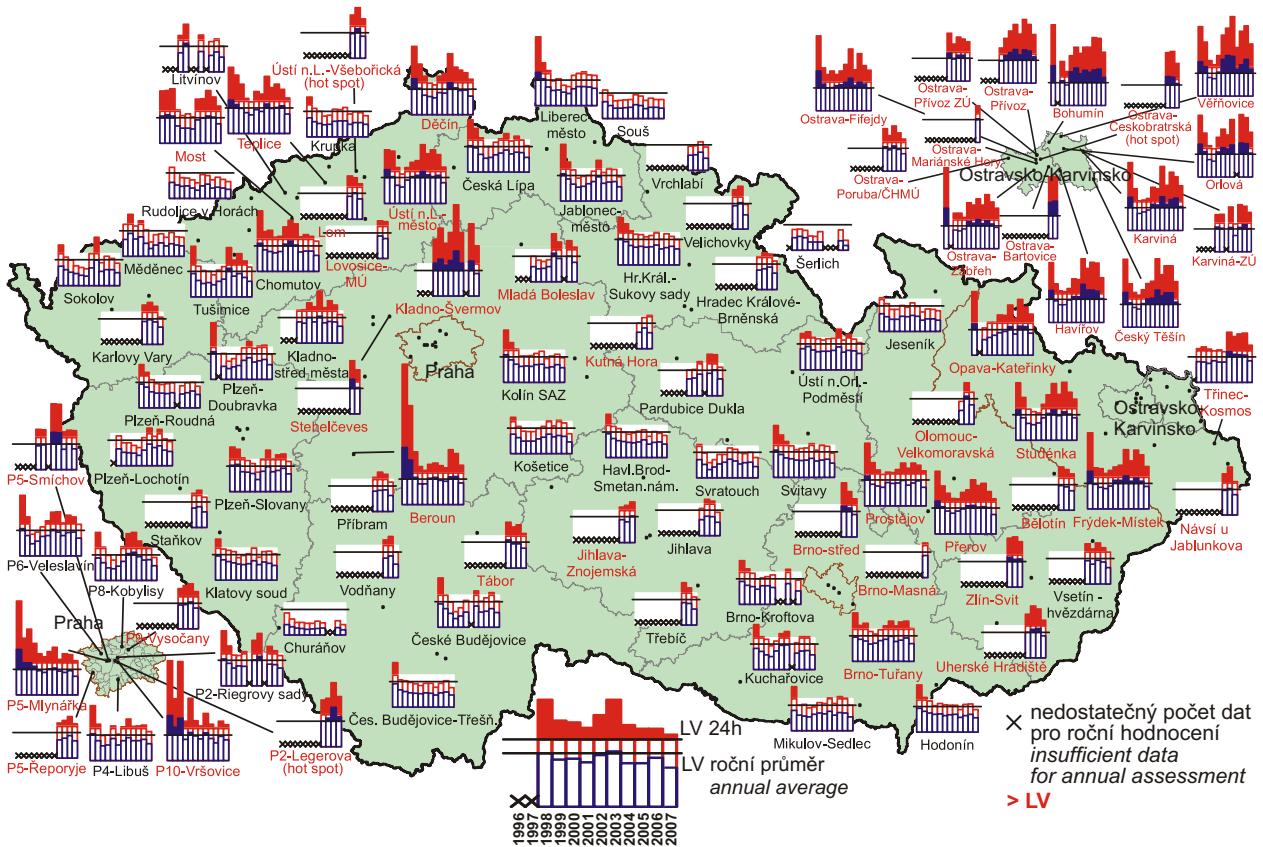 Litvínov
Ústí n.L.-Všebořická
(hot spot)
Děčín
Liberec
město
Souš
Most
Teplice
Krupka
Česká Lípa
Vrchlabí
Rudolice v Horách
Lom
Ústí n.L.-
město
Jablonec-
město
Velichovky
Šerlich
Sokolov
Měděnec
Tušimice
Chomutov
Lovosice-
MÚ
Kladno-Švermov
Mladá Boleslav
Hr.Král.-
Sukovy sady
Hradec Králové-
Brněnská
Karlovy Vary
Kladno-
střed města
Praha
Kutná Hora
Jeseník
Plzeň-
Doubravka
Plzeň-Roudná
Stehelčeves
Kolín SAZ
Pardubice Dukla
Ústí n.Orl.-
Podměstí
Opava-Kateřinky
Ostrava-Fifejdy
Ostrava-
Přívoz ZÚ
Ostrava-
Přívoz
Bohumín
Ostrava-
Českobratrská
(hot spot)
Věřňovice
Ostrava-
Mariánské Hory
Ostrava-
Poruba/ČHMÚ
Ostravsko-Karvinsko
Orlová
Ostrava-
Zábřeh
Ostrava-
Bartovice
Karviná
Karviná-ZÚ
Havířov
Český Těšín
Třinec-
Kosmos
Ostravsko
Karvinsko
P5-Smíchov
Plzeň-Lochotín
Plzeň-Slovany
Beroun
Košetice
Havl.Brod-
Smetan.nám.
Svratouch
Svitavy
Olomouc-
Velkomoravská
Studénka
Staňkov
Příbram
Prostějov
Přerov
Bělotín
Frýdek-Místek
Návsí u
Jablunkova
P6-Veleslavín
P8-Kobylisy
Klatovy soud
Vodňany
Tábor
Jihlava-
Znojemská
Jihlava
Brno-střed
Brno-Masná
Zlín-Svit
Vsetín -
hvězdárna
Praha
P9-Vysočany
Churáňov
České Budějovice
Třebíč
Brno-Kroftova
Uherské Hradiště
P5-Mlynářka
P2-Riegrovy sady
Kuchařovice
Brno-Tuřany
Čes. Budějovice-Třešň.
P5-Řeporyje
P4-Libuš
P10-Vršovice
P2-Legerova
(hot spot)
Mikulov-Sedlec
Hodonín
LV 24h
LV roční průměr
annual average
1996
1997
1998
1999
2000
2001
2002
2003
2004
2005
2006
2007
× nedostatečný počet dat
pro roční hodnocení
insufficient data
for annual assessment
> LV